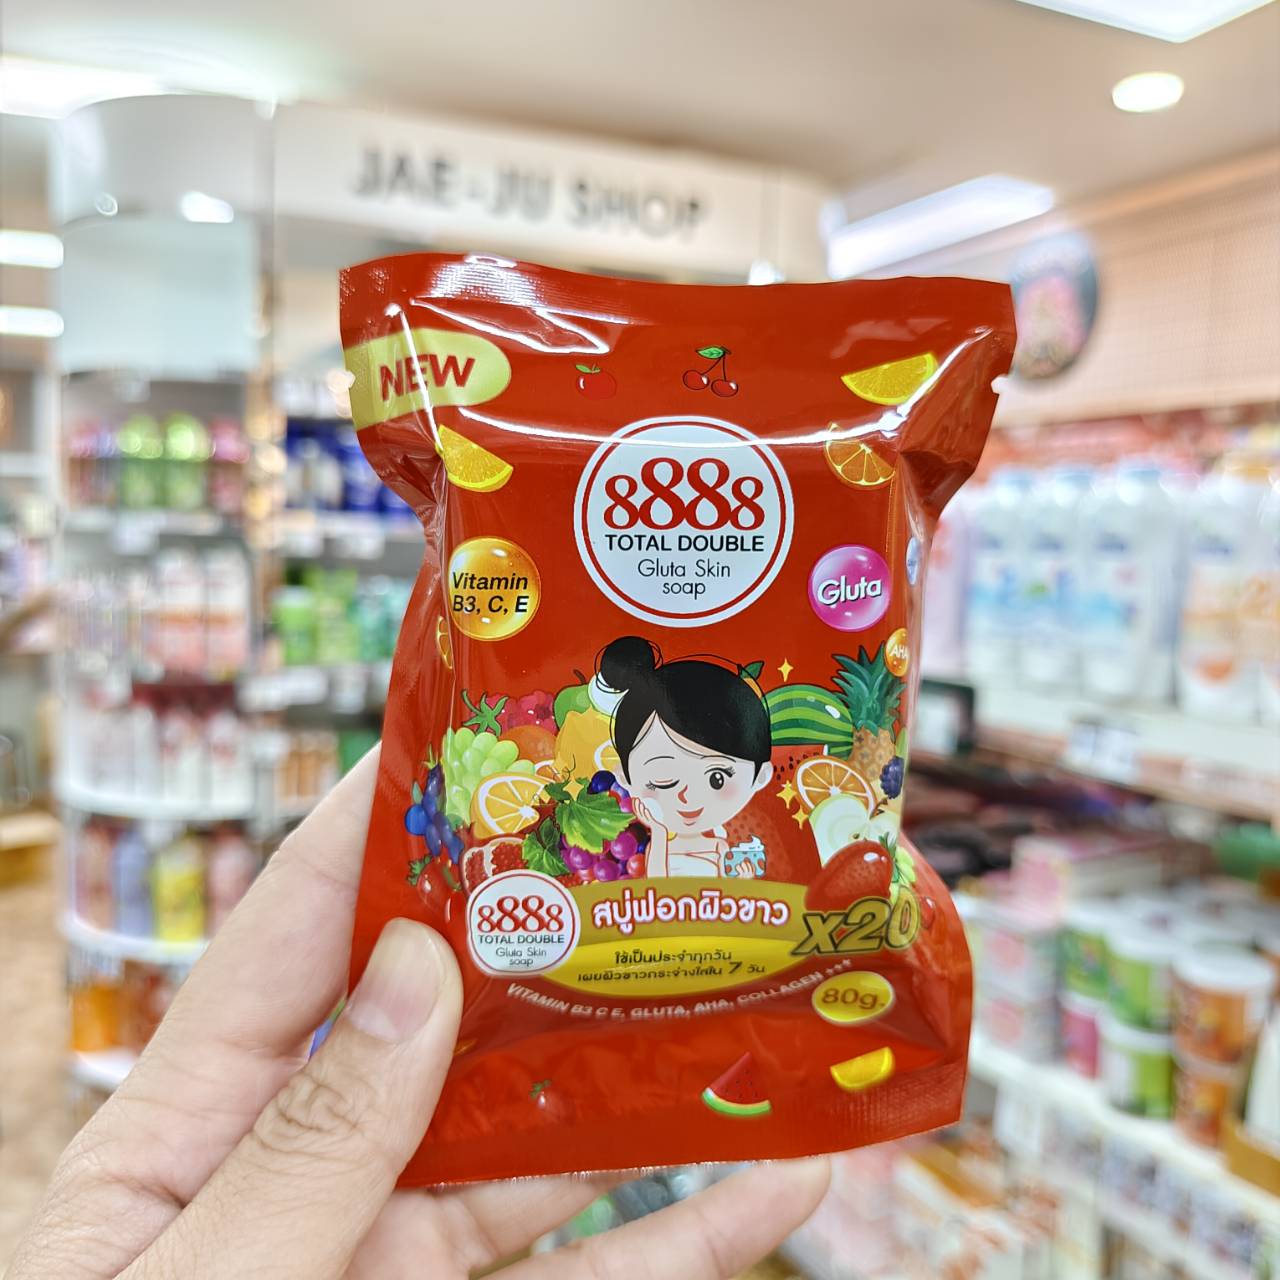 JAE-JU SHOP
NEW
8888
TOTAL DOUBLE
Gluta Skin
soap
Vitamin
B3, C, E
Gluta
AHA
8888
TOTAL DOUBLE
Gluta Skin
soap
สบู่ฟอกผิวขาว
x20
ใช้เป็นประจำทุกวัน
เผยผิวขาวกระจ่างใสใน 7 วัน
VITAMIN B3 C E, GLUTA, AHA, COLLAGEN +++
80g.